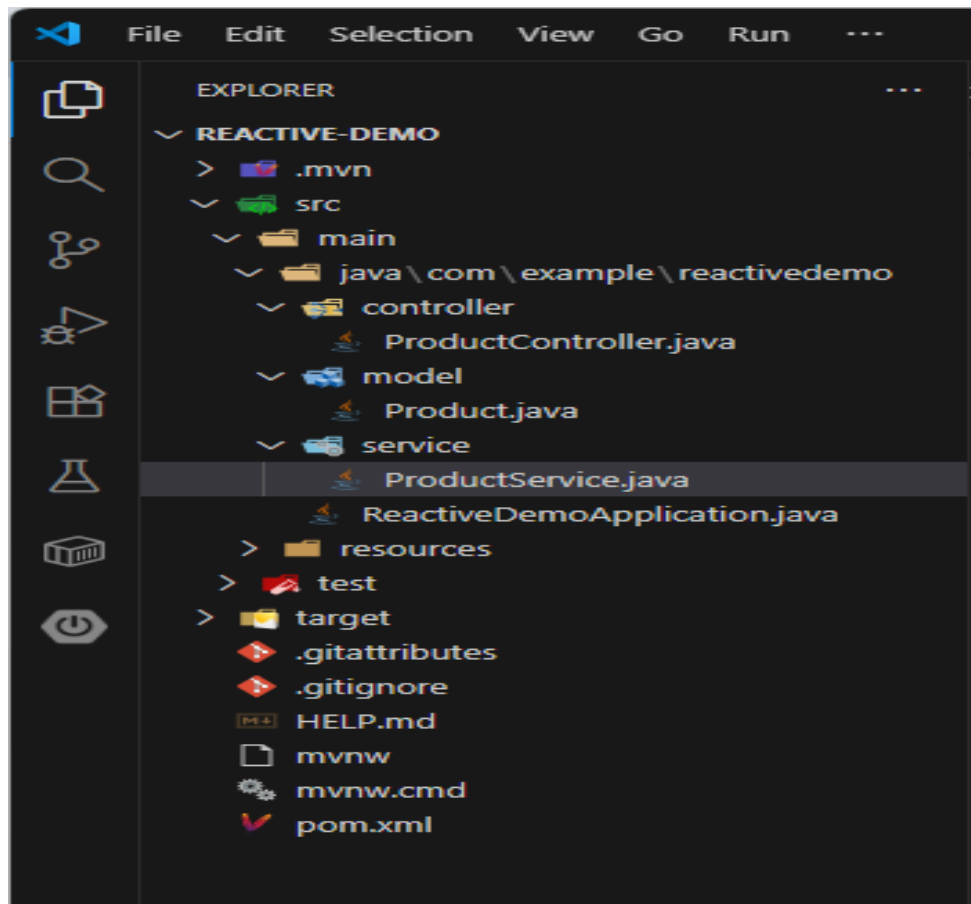 File Edit Selection View Go Run ···
EXPLORER ···
REACTIVE-DEMO
.mvn
src
main
java\com\example\reactivedemo
controller
ProductController.java
model
Product.java
service
ProductService.java
ReactiveDemoApplication.java
resources
test
target
.gitattributes
.gitignore
HELP.md
mvnw
mvnw.cmd
pom.xml